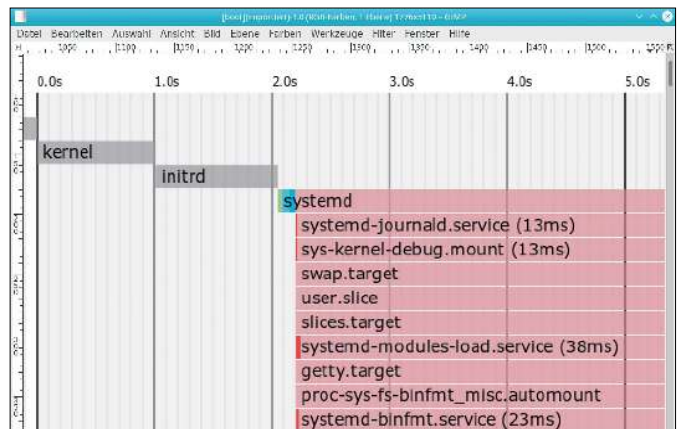 Datei Bearbeiten Auswahl Ansicht Bild Ebene Farben Werkzeuge Filter Fenster Hilfe
0.0s 1.0s 2.0s 3.0s 4.0s 5.0s
kernel
initrd
systemd
systemd-journald.service (13ms)
sys-kernel-debug.mount (13ms)
swap.target
user.slice
slices.target
systemd-modules-load.service (38ms)
getty.target
proc-sys-fs-binfmt_misc.automount
systemd-binfmt.service (23ms)